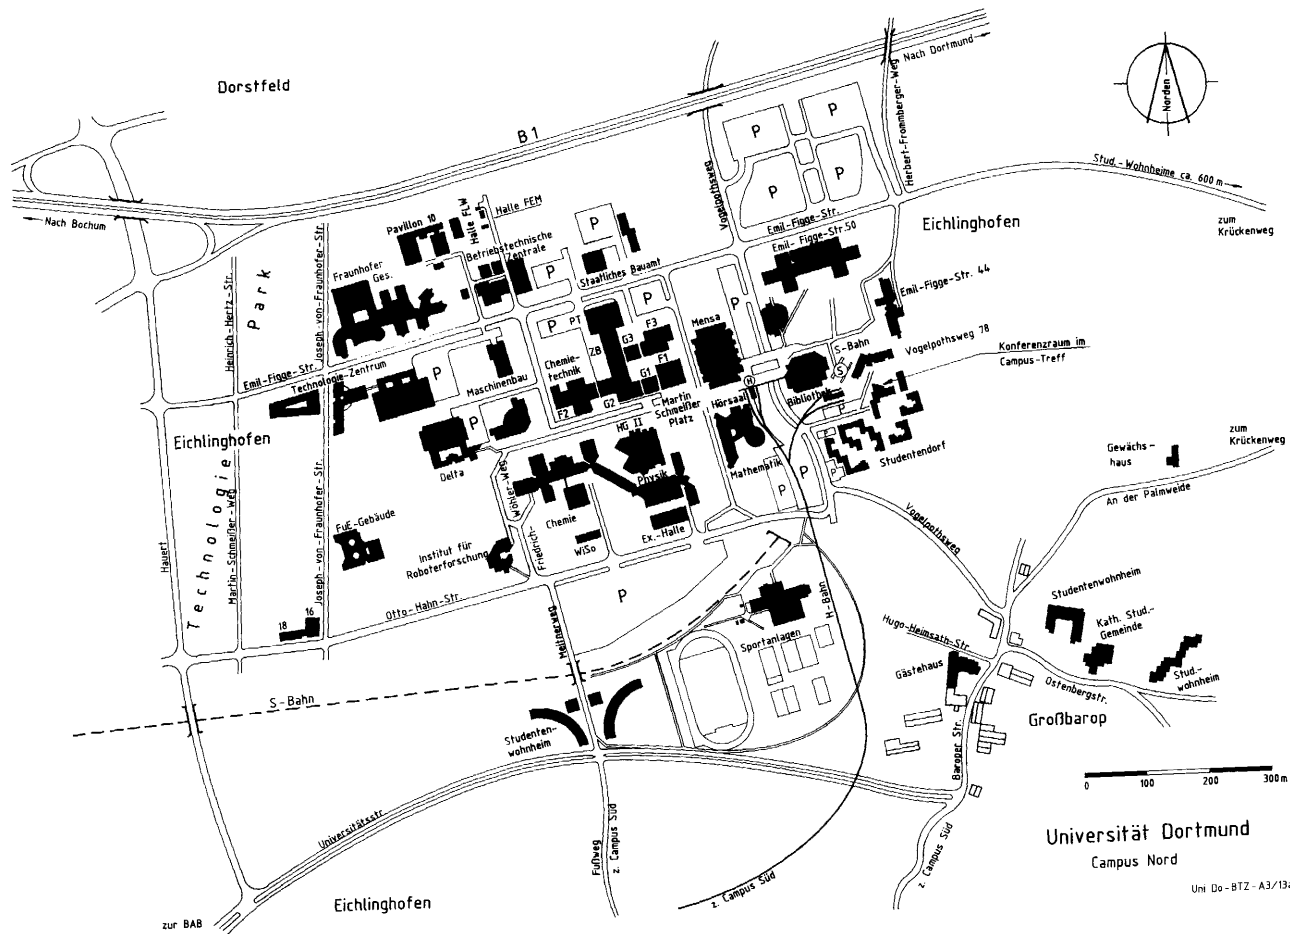 Dorstfeld
B 1
Nach Dortmund
Norden
Herbert-Frommberger-Weg
Vogelpothsweg
P
P
P
P
Stud.-Wohnheime ca. 600 m
zum
Krückenweg
Nach Bochum
Eichlinghofen
Emil-Figge-Str.
Emil-Figge-Str.50
Halle FLM
Halle FEM
Pavillon 10
Betriebstechnische
Zentrale
P
P
Staatliches Bauamt
Fraunhofer
Ges.
Park
Heinrich-Hertz-Str.
Joseph-von-Fraunhofer-Str.
Emil-Figge-Str. 44
P
P
P
PT
ZB
G3
F3
F1
G1
G2
F2
Mensa
S-Bahn
S
Vogelpothsweg 78
Konferenzraum im
Campus-Treff
Chemie-
technik
Maschinenbau
Emil-Figge-Str.
Technologie-Zentrum
P
P
H
Bibliothek
Hörsaal
Martin
Schmeißer
Platz
HG II
Eichlinghofen
Delta
Physik
Mathematik
P
P
P
P
P
Studentendorf
Gewächs-
haus
zum
Krückenweg
An der Palmweide
Technologie
Hauert
Martin-Schmeißer-Weg
Joseph-von-Fraunhofer-Str.
Friedrich-
Wöhler-Weg
Chemie
WiSo
Ex.-Halle
FuE-Gebäude
Institut für
Roboterforschung
Vogelpothsweg
Otto-Hahn-Str.
P
16
18
Meitnerweg
H-Bahn
Sportanlagen
Studentenwohnheim
Kath. Stud.-
Gemeinde
Hugo-Heimsath-Str.
Gästehaus
Stud.-
wohnheim
Ostenbergstr.
Großbarop
S-Bahn
Studenten-
wohnheim
Baroper Str.
0 100 200 300 m
Universitätsstr.
Fußweg
z. Campus Süd
z. Campus Süd
z. Campus Süd
Universität Dortmund
Campus Nord
Uni Do-BTZ-A3/13a
Eichlinghofen
zur BAB